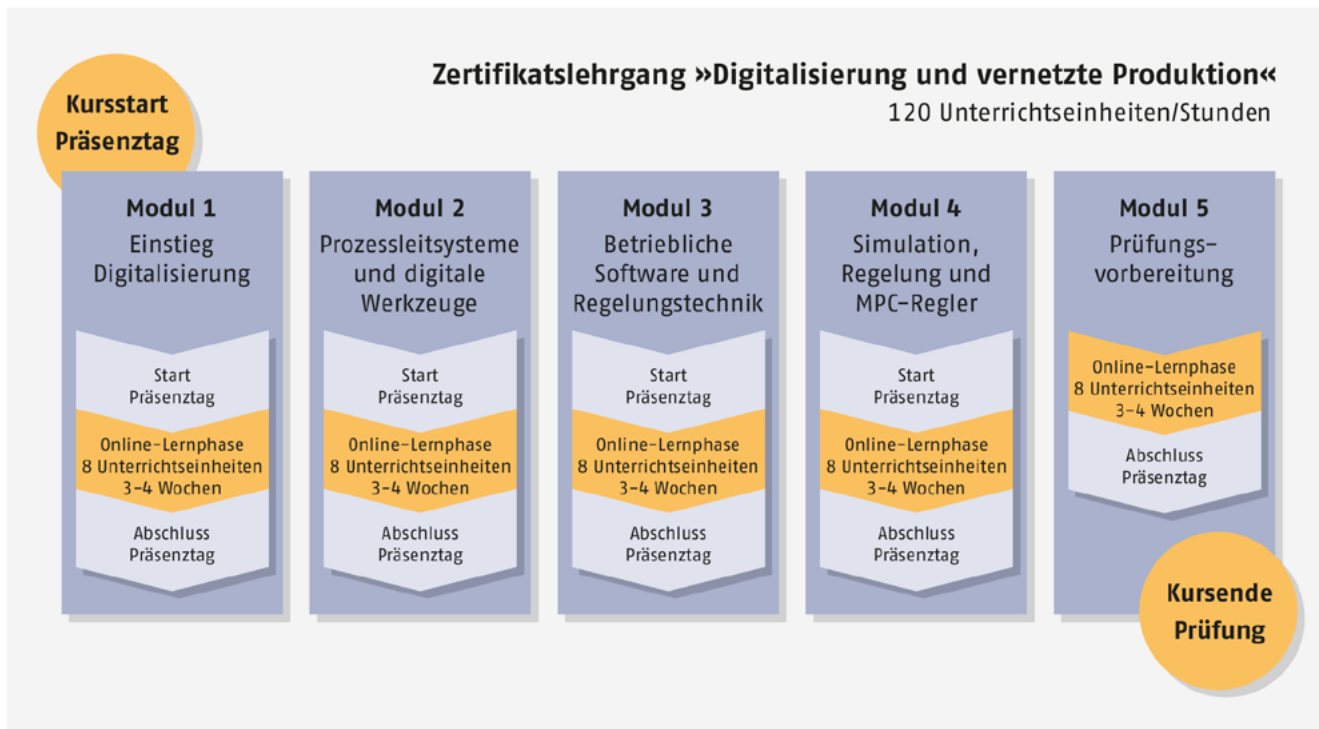 Kursstart
Präsenztag
Zertifikatslehrgang »Digitalisierung und vernetzte Produktion«
120 Unterrichtseinheiten/Stunden
Modul 1
Einstieg
Digitalisierung
Start
Präsenztag
Online-Lernphase
8 Unterrichtseinheiten
3-4 Wochen
Abschluss
Präsenztag
Modul 2
Prozessleitsysteme
und digitale
Werkzeuge
Start
Präsenztag
Online-Lernphase
8 Unterrichtseinheiten
3-4 Wochen
Abschluss
Präsenztag
Modul 3
Betriebliche
Software und
Regelungstechnik
Start
Präsenztag
Online-Lernphase
8 Unterrichtseinheiten
3-4 Wochen
Abschluss
Präsenztag
Modul 4
Simulation,
Regelung und
MPC-Regler
Start
Präsenztag
Online-Lernphase
8 Unterrichtseinheiten
3-4 Wochen
Abschluss
Präsenztag
Modul 5
Prüfungs-
vorbereitung
Online-Lernphase
8 Unterrichtseinheiten
3-4 Wochen
Abschluss
Präsenztag
Kursende
Prüfung